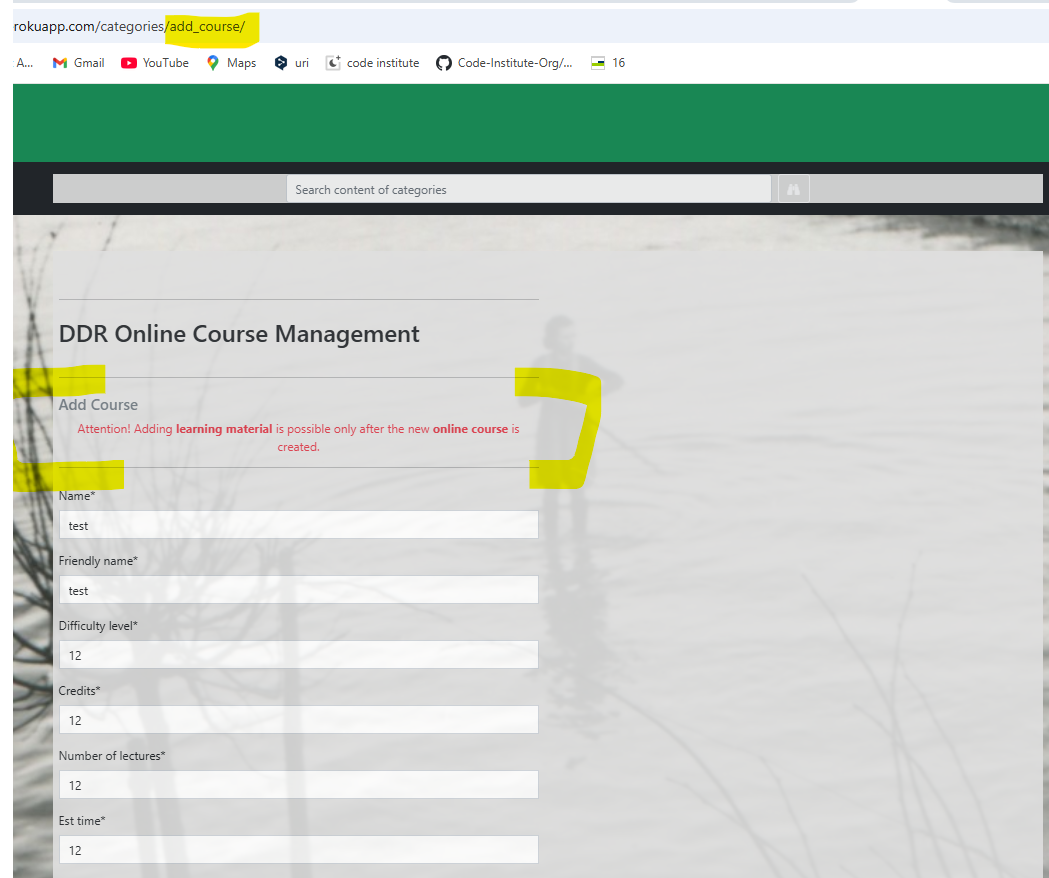 rokuapp.com/categories/add_course/
A... Gmail YouTube Maps uri code institute Code-Institute-Org/... 16
Search content of categories
DDR Online Course Management
Add Course
Attention! Adding learning material is possible only after the new online course is
created.
Name*
test
Friendly name*
test
Difficulty level*
12
Credits*
12
Number of lectures*
12
Est time*
12